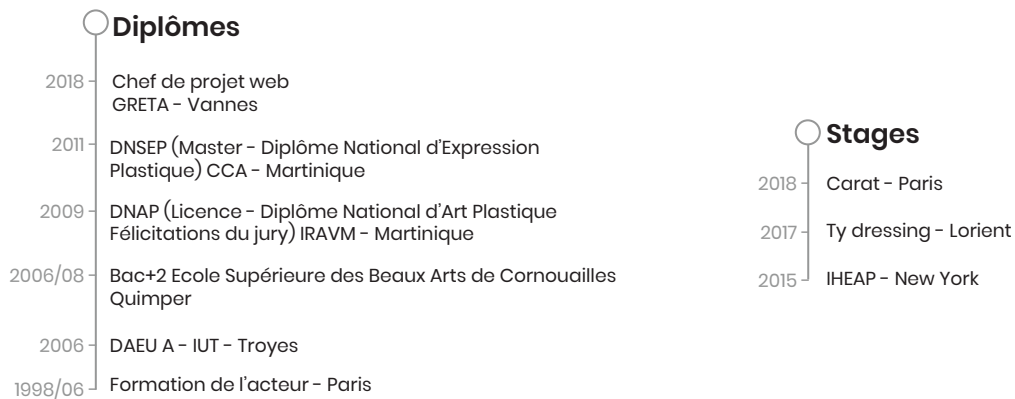 Diplômes
2018
Chef de projet web
GRETA - Vannes
2011
DNSEP (Master - Diplôme National d'Expression
Plastique) CCA - Martinique
2009
DNAP (Licence - Diplôme National d'Art Plastique
Félicitations du jury) IRAVM - Martinique
2006/08
Bac+2 Ecole Supérieure des Beaux Arts de Cornouailles
Quimper
2006
DAEU A - IUT - Troyes
1998/06
Formation de l'acteur - Paris
Stages
2018
Carat - Paris
2017
Ty dressing - Lorient
2015
IHEAP - New York